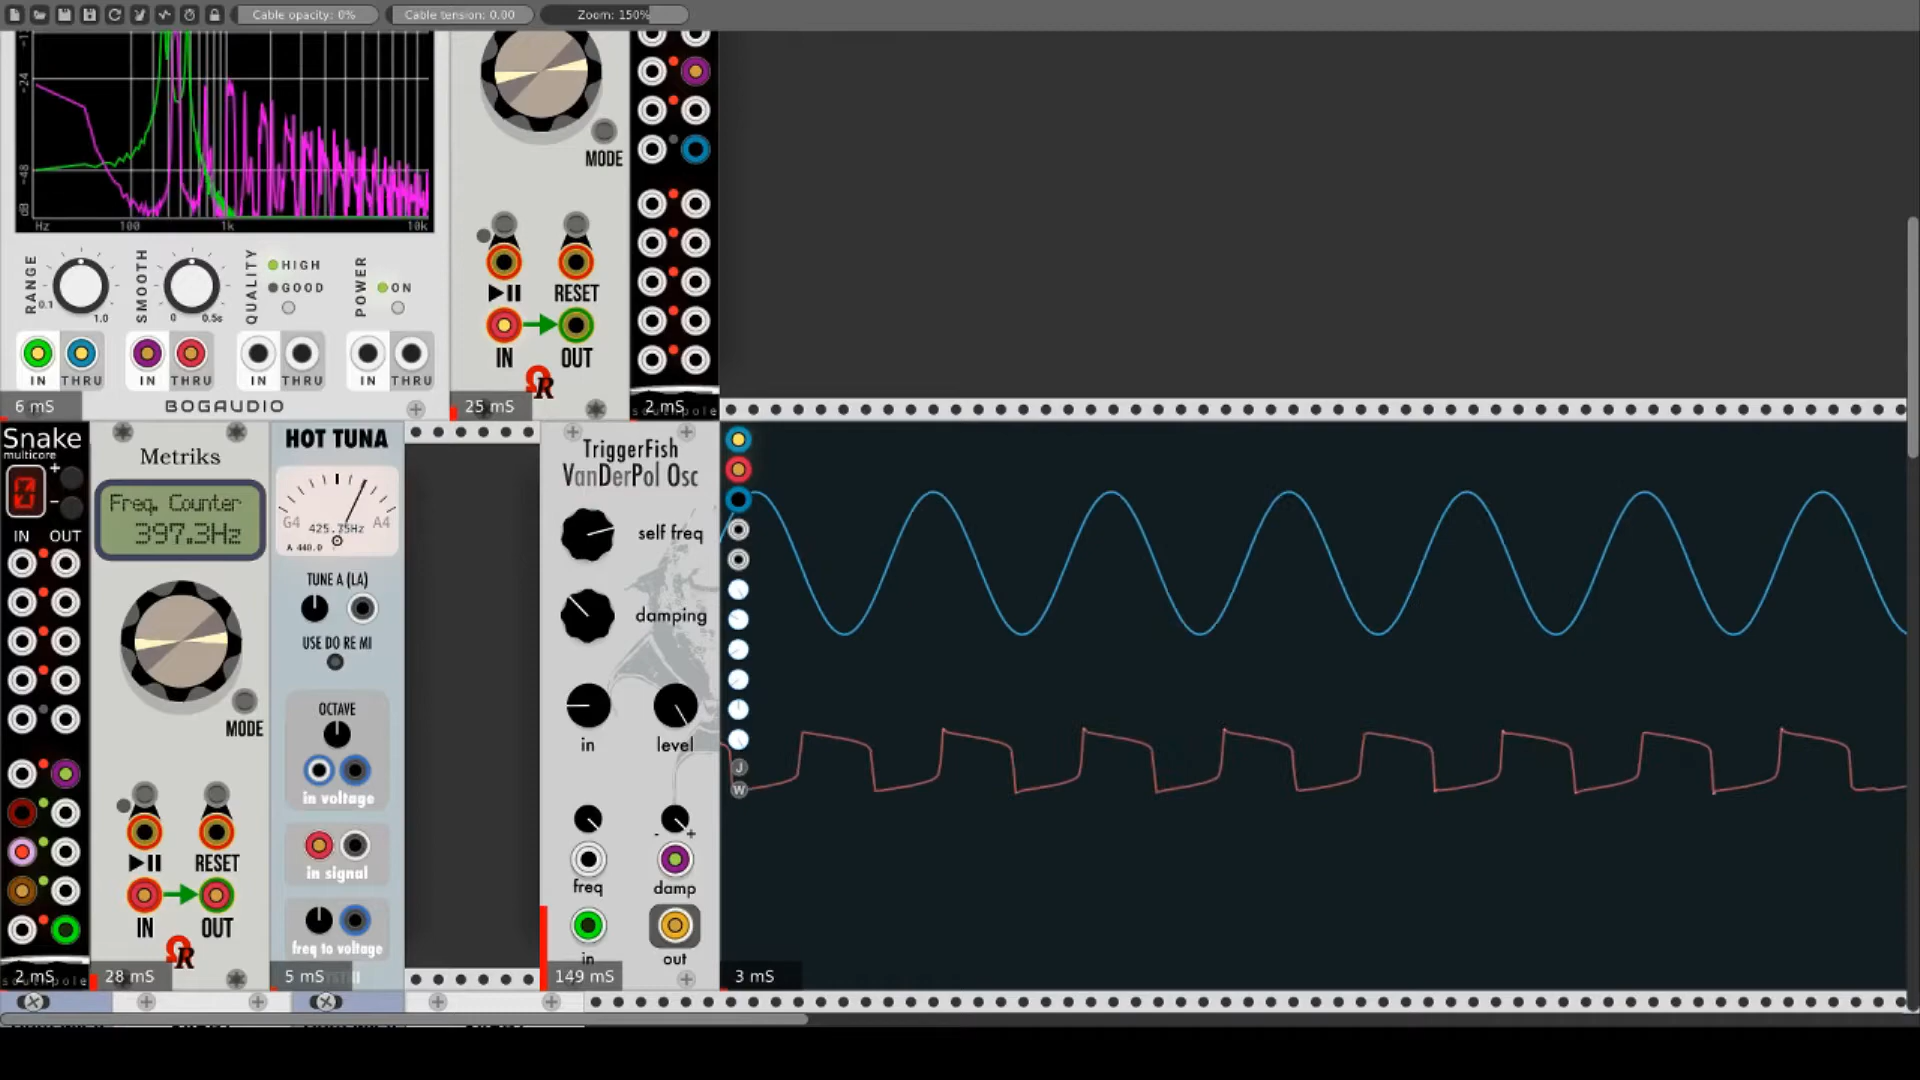 Cable opacity: 0%
Cable tension: 0.00
Zoom: 150%
-24
-48
dB
Hz 100 1k 10k
MODE
RANGE
0.1 1.0
SMOOTH
0 0.5s
QUALITY
HIGH
GOOD
POWER
ON
IN THRU IN THRU IN THRU IN THRU
BOGAUDIO
6 mS
RESET
IN OUT
R
25 mS
2 mS
Snake
multicore
+
-
IN OUT
2 mS
southpole
Metriks
Freq. Counter
397.3Hz
MODE
RESET
IN OUT
R
28 mS
HOT TUNA
G4 A4
425.75Hz
A 440.0
TUNE A (LA)
USE DO RE MI
OCTAVE
in voltage
in signal
freq to voltage
5 mS
TriggerFish
VanDerPol Osc
self freq
damping
in level
- +
freq damp
in out
149 mS
J
W
3 mS